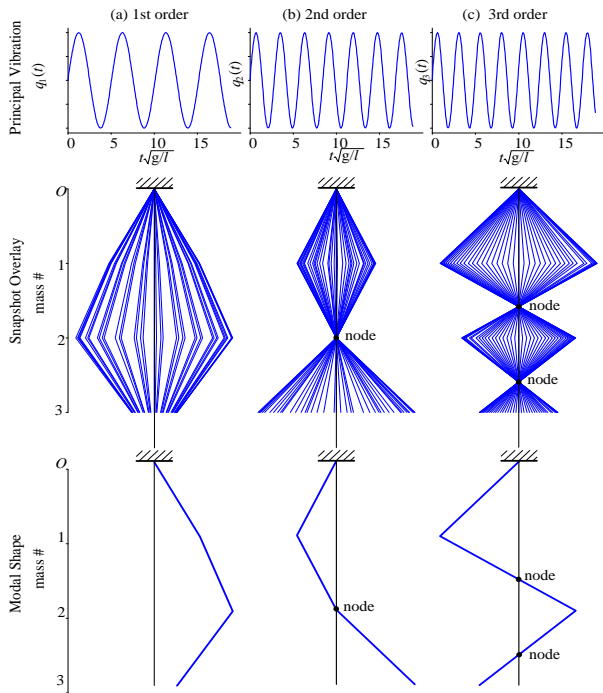 (a) 1st order (b) 2nd order (c) 3rd order
Principal Vibration
q₁(t)
q₂(t)
q₃(t)
0 5 10 15
0 5 10 15
0 5 10 15
t√g/l t√g/l t√g/l
Snapshot Overlay
mass #
O
1
2
3
node
node
node
Modal Shape
mass #
O
1
2
3
node
node
node